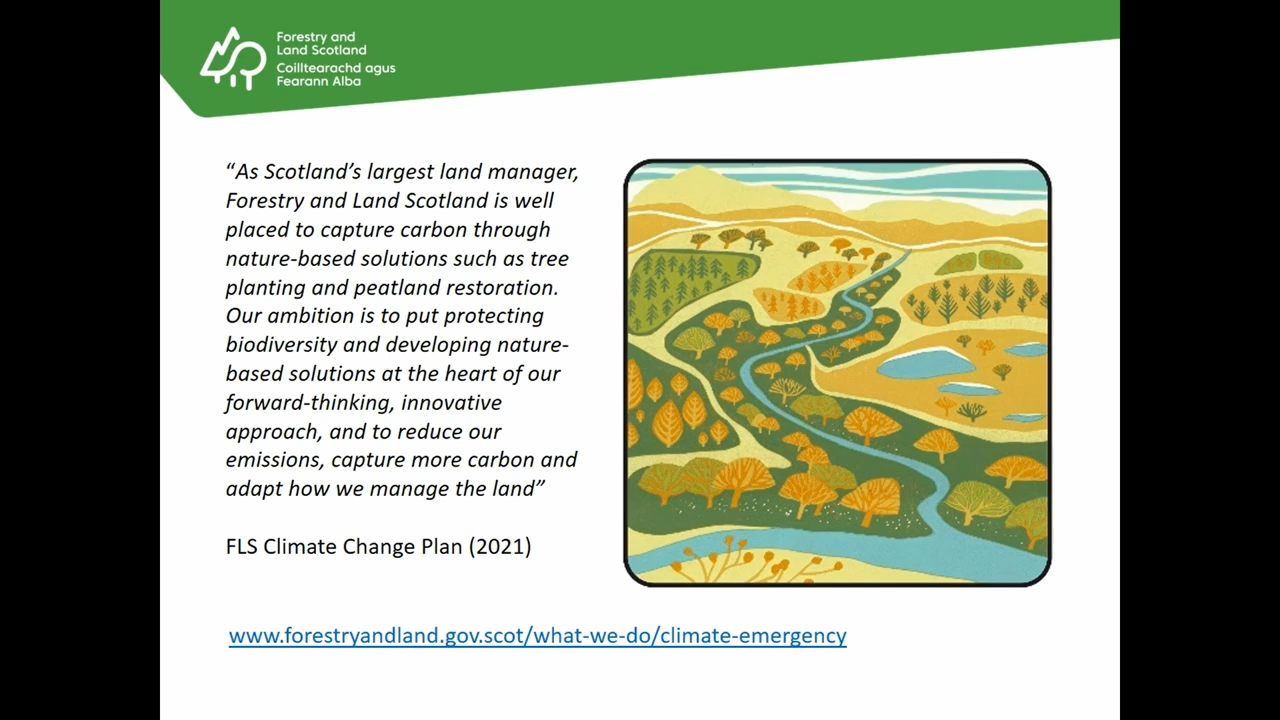 Forestry and
Land Scotland
Coilltearachd agus
Fearann Alba
“As Scotland’s largest land manager,
Forestry and Land Scotland is well
placed to capture carbon through
nature-based solutions such as tree
planting and peatland restoration.
Our ambition is to put protecting
biodiversity and developing nature-
based solutions at the heart of our
forward-thinking, innovative
approach, and to reduce our
emissions, capture more carbon and
adapt how we manage the land”
FLS Climate Change Plan (2021)
www.forestryandland.gov.scot/what-we-do/climate-emergency